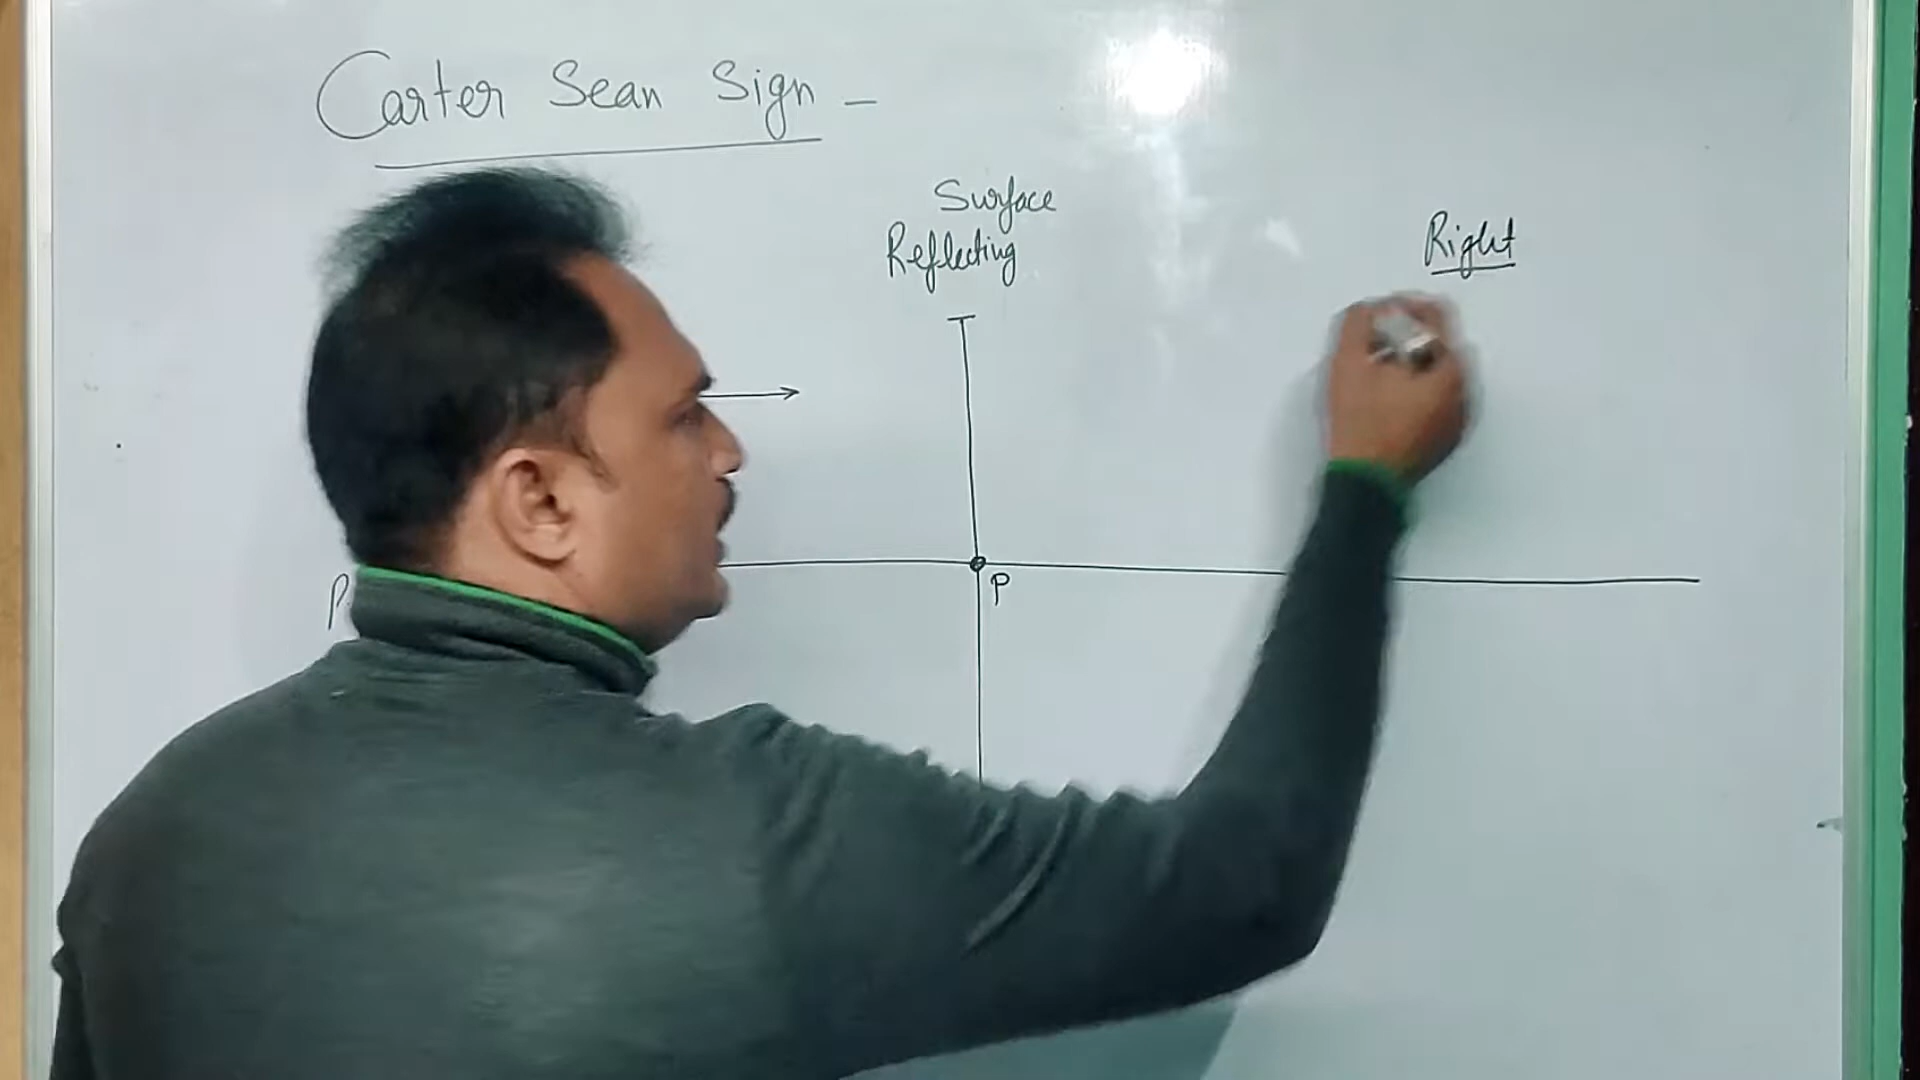 Carter Sean Sign -
Surface
Reflecting
Right
P
P